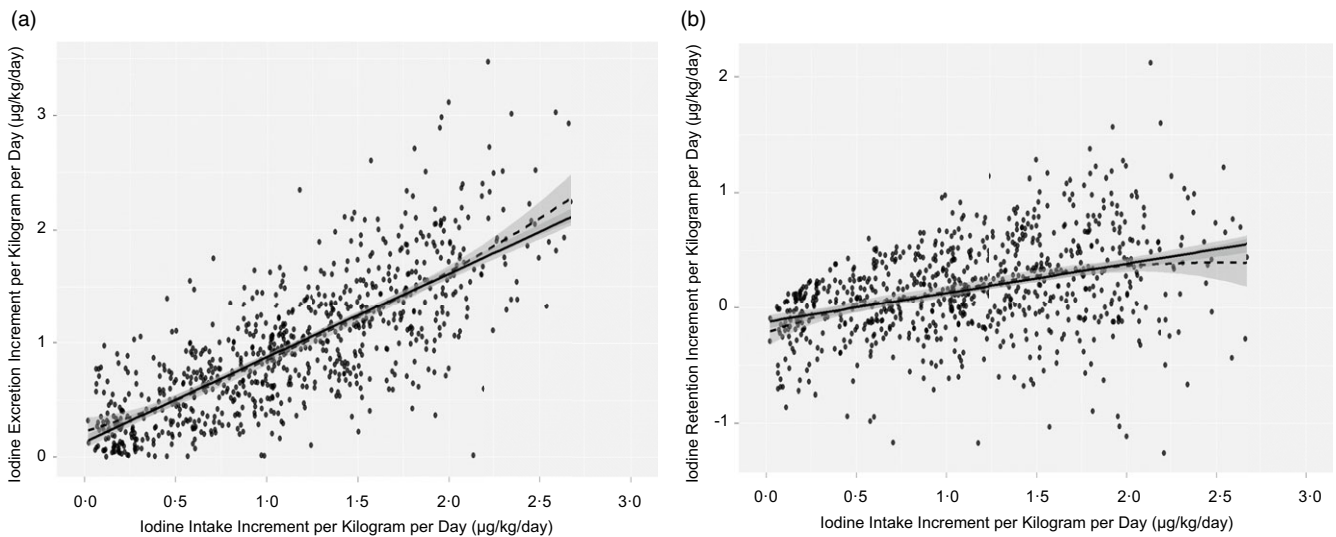 (a)
Iodine Excretion Increment per Kilogram per Day (µg/kg/day)
3
2
1
0
0·0 0·5 1·0 1·5 2·0 2·5 3·0
Iodine Intake Increment per Kilogram per Day (µg/kg/day)
(b)
Iodine Retention Increment per Kilogram per Day (µg/kg/day)
2
1
0
-1
0·0 0·5 1·0 1·5 2·0 2·5 3·0
Iodine Intake Increment per Kilogram per Day (µg/kg/day)